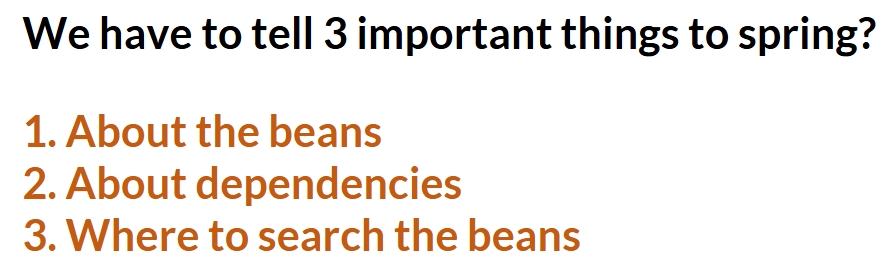 We have to tell 3 important things to spring?
1. About the beans
2. About dependencies
3. Where to search the beans